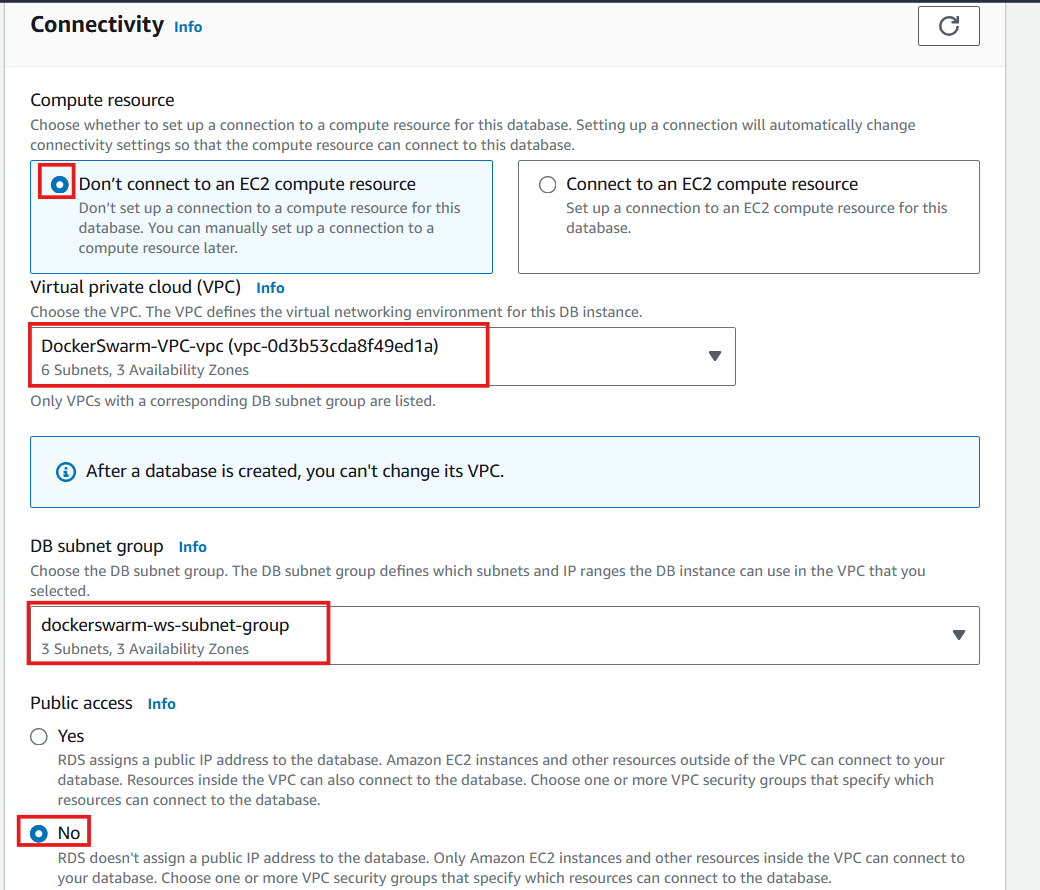 Connectivity Info
Compute resource
Choose whether to set up a connection to a compute resource for this database. Setting up a connection will automatically change
connectivity settings so that the compute resource can connect to this database.
Don’t connect to an EC2 compute resource
Don’t set up a connection to a compute resource for this
database. You can manually set up a connection to a
compute resource later.
Connect to an EC2 compute resource
Set up a connection to an EC2 compute resource for this
database.
Virtual private cloud (VPC) Info
Choose the VPC. The VPC defines the virtual networking environment for this DB instance.
DockerSwarm-VPC-vpc (vpc-0d3b53cda8f49ed1a)
6 Subnets, 3 Availability Zones
Only VPCs with a corresponding DB subnet group are listed.
After a database is created, you can't change its VPC.
DB subnet group Info
Choose the DB subnet group. The DB subnet group defines which subnets and IP ranges the DB instance can use in the VPC that you
selected.
dockerswarm-ws-subnet-group
3 Subnets, 3 Availability Zones
Public access Info
Yes
RDS assigns a public IP address to the database. Amazon EC2 instances and other resources outside of the VPC can connect to your
database. Resources inside the VPC can also connect to the database. Choose one or more VPC security groups that specify which
resources can connect to the database.
No
RDS doesn't assign a public IP address to the database. Only Amazon EC2 instances and other resources inside the VPC can connect to
your database. Choose one or more VPC security groups that specify which resources can connect to the database.